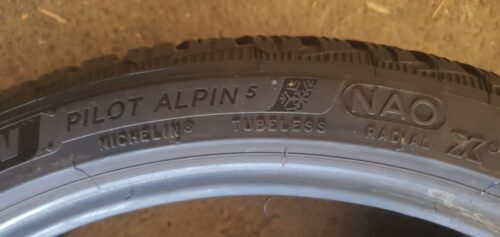 N PILOT ALPIN 5 NAO
MICHELIN® TUBELESS RADIAL X®